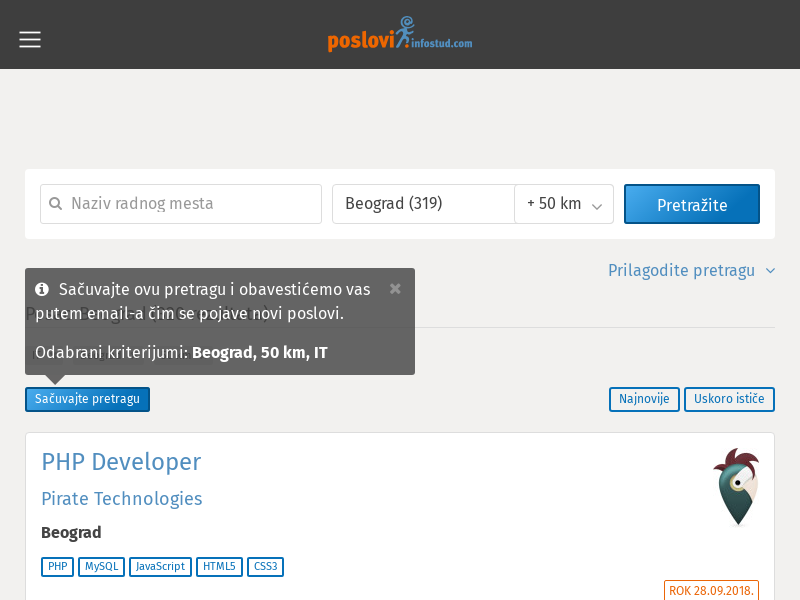 poslovi infostud.com
Naziv radnog mesta
Beograd (319)
+ 50 km
Pretražite
Prilagodite pretragu
Sačuvajte ovu pretragu i obavestićemo vas
putem email-a čim se pojave novi poslovi.
Odabrani kriterijumi: Beograd, 50 km, IT
Sačuvajte pretragu
Najnovije
Uskoro ističe
PHP Developer
Pirate Technologies
Beograd
PHP MySQL JavaScript HTML5 CSS3
ROK 28.09.2018.